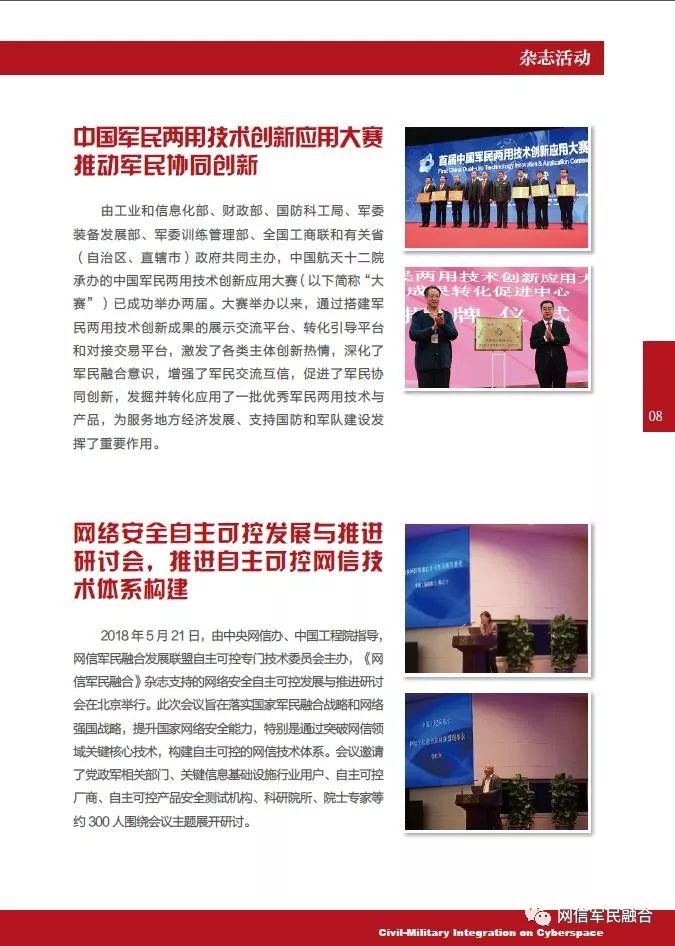 杂志活动
中国军民两用技术创新应用大赛
推动军民协同创新
由工业和信息化部、财政部、国防科工局、军委
装备发展部、军委训练管理部、全国工商联和有关省
（自治区、直辖市）政府共同主办，中国航天十二院
承办的中国军民两用技术创新应用大赛（以下简称“大
赛”）已成功举办两届。大赛举办以来，通过搭建军
民两用技术创新成果的展示交流平台、转化引导平台
和对接交易平台，激发了各类主体创新热情，深化了
军民融合意识，增强了军民交流互信，促进了军民协
同创新，发掘并转化应用了一批优秀军民两用技术与
产品，为服务地方经济发展、支持国防和军队建设发
挥了重要作用。
首届中国军民两用技术创新应用大赛
First China Dual-use Technology Innovation & Application Contest
民两用技术创新应用大
成果转化促进中心
牌仪式
08
网络安全自主可控发展与推进
研讨会，推进自主可控网信技
术体系构建
2018 年 5 月 21 日，由中央网信办、中国工程院指导，
网信军民融合发展联盟自主可控专门技术委员会主办，《网
信军民融合》杂志支持的网络安全自主可控发展与推进研讨
会在北京举行。此次会议旨在落实国家军民融合战略和网络
强国战略，提升国家网络安全能力，特别是通过突破网信领
域关键核心技术，构建自主可控的网信技术体系。会议邀请
了党政军相关部门、关键信息基础设施行业用户、自主可控
厂商、自主可控产品安全测试机构、科研院所、院士专家等
约 300 人围绕会议主题展开研讨。
网信军民融合
Civil-Military Integration on Cyberspace